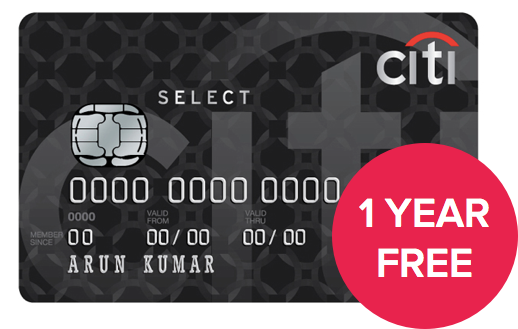 citi
SELECT
0000 0000 0000
0000
MEMBER SINCE 00 VALID FROM 00/00 VALID THRU 00/00
ARUN KUMAR
1 YEAR
FREE